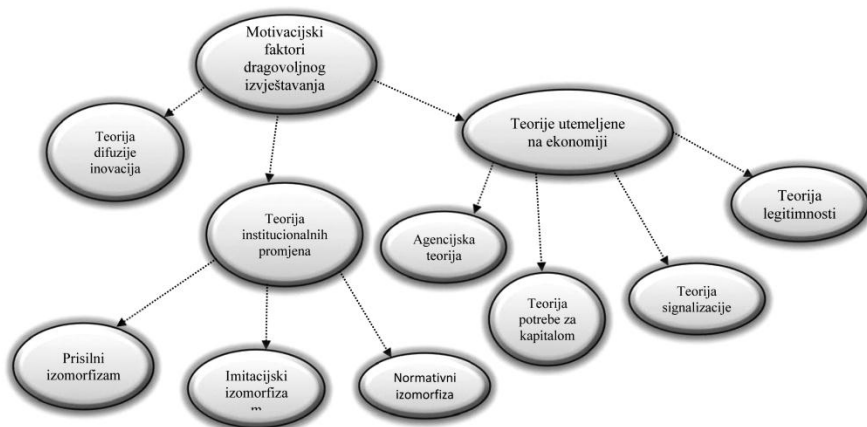 Motivacijski
faktori
dragovoljnog
izvještavanja
Teorija
difuzije
inovacija
Teorije utemeljene
na ekonomiji
Teorija
institucionalnih
promjena
Agencijska
teorija
Teorija
potrebe za
kapitalom
Teorija
signalizacije
Teorija
legitimnosti
Prisilni
izomorfizam
Imitacijski
izomorfiza
Normativni
izomorfiza